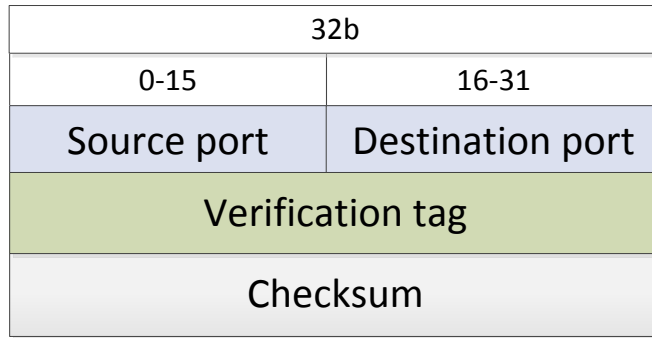 32b
0-15 16-31
Source port Destination port
Verification tag
Checksum